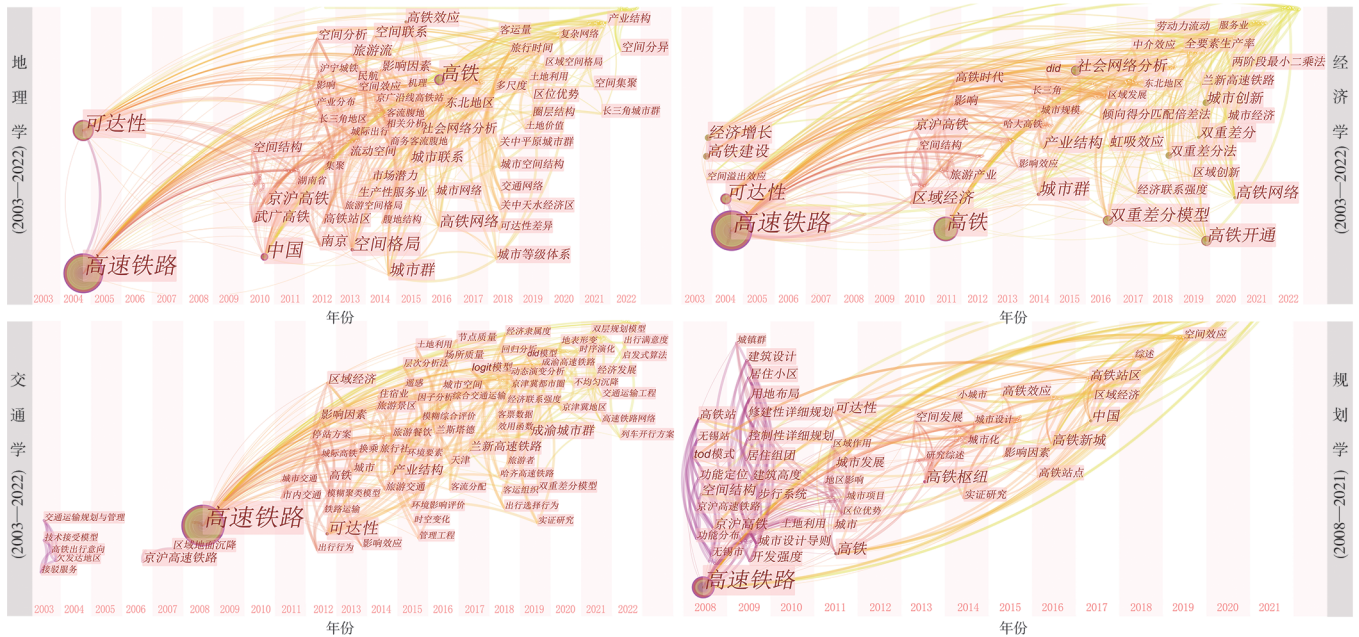 地理学(2003—2022)
高铁效应
产业结构
空间分析
空间联系
客运量
复杂网络
旅游流
旅行时间
空间分异
沪宁城铁
影响因素
区域空间格局
民航
高铁
土地利用
影响
空间效应
机理
多尺度
空间集聚
产业分布
京广沿线高铁站
东北地区
区位优势
可达性
长三角地区
客流腹地
圈层结构
长三角城市群
相关分析
城际出行
社会网络分析
土地价值
商务客流腹地
空间结构
流动空间
城市联系
关中平原城市群
集聚
市场潜力
城市空间结构
湖南省
京沪高铁
生产性服务业
城市网络
交通网络
旅游空间格局
关中天水经济区
武广高铁
高铁站区
腹地结构
高铁网络
可达性差异
中国
南京
空间格局
城市等级体系
高速铁路
城市群
2003 2004 2005 2006 2007 2008 2009 2010 2011 2012 2013 2014 2015 2016 2017 2018 2019 2020 2021 2022
年份
经济学(2003—2022)
劳动力流动
服务业
中介效应
全要素生产率
did
社会网络分析
两阶段最小二乘法
高铁时代
东北地区
兰新高速铁路
长三角
区域发展
影响
城市创新
城市规模
倾向得分匹配倍差法
城市经济
京沪高铁
哈大高铁
经济增长
双重差分
高铁建设
空间结构
产业结构
虹吸效应
双重差分法
影响效应
空间溢出效应
旅游产业
区域创新
可达性
城市群
经济联系强度
高铁网络
区域经济
高速铁路
高铁
双重差分模型
高铁开通
2003 2004 2005 2006 2007 2008 2009 2010 2011 2012 2013 2014 2015 2016 2017 2018 2019 2020 2021 2022
年份
交通学(2003—2022)
节点质量
经济隶属度
双层规划模型
土地利用
地表形变
出行满意度
场所质量
回归分析
did模型
时序演化
启发式算法
层次分析法
logit模型
成渝高速铁路
动态演变分析
经济发展
区域经济
遥感
城市空间
京津冀都市圈
不均匀沉降
住宿业
因子分析
综合交通运输
经济联系强度
交通运输工程
旅游景区
京津冀地区
影响因素
模糊综合评价
客票数据
高速铁路网络
效用函数
停站方案
旅游餐饮
兰斯塔德
成渝城市群
列车开行方案
城际高铁
换乘
旅行社
环境要素
兰新高速铁路
城市
天津
旅游者
城市交通
高铁
产业结构
哈齐高速铁路
市内交通
模糊聚类模型
旅游交通
客流分配
客运组织
双重差分模型
铁路运输
环境影响评价
出行选择行为
高速铁路
可达性
时空变化
实证研究
管理工程
出行行为
影响效应
区域地面沉降
京沪高速铁路
交通运输规划与管理
技术接受模型
高铁出行意向
欠发达地区
接驳服务
2003 2004 2005 2006 2007 2008 2009 2010 2011 2012 2013 2014 2015 2016 2017 2018 2019 2020 2021 2022
年份
规划学(2008—2021)
空间效应
城镇群
建筑设计
综述
居住小区
高铁站区
用地布局
小城市
高铁效应
区域经济
高铁站
修建性详细规划
可达性
空间发展
城市设计
中国
无锡站
控制性详细规划
区域作用
城市化
高铁新城
tod模式
居住组团
城市发展
研究综述
影响因素
功能定位
建筑高度
地区影响
高铁枢纽
高铁站点
空间结构
步行系统
城市项目
实证研究
京沪高速铁路
区位优势
京沪高铁
土地利用
城市
功能分布
城市设计导则
无锡市
开发强度
高铁
高速铁路
2008 2009 2010 2011 2012 2013 2014 2015 2016 2017 2018 2019 2020 2021
年份